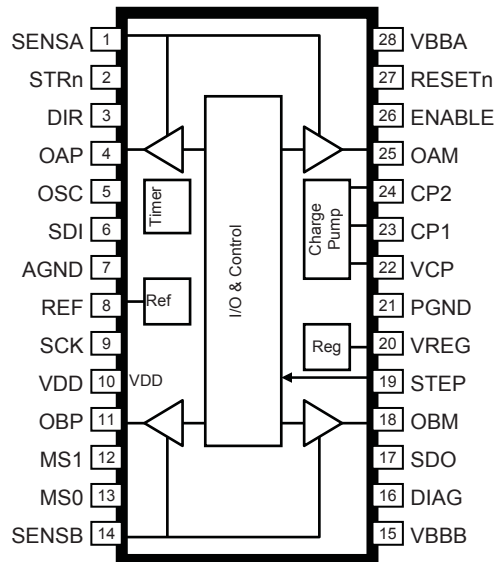 SENSA 1
STRn 2
DIR 3
OAP 4
OSC 5
SDI 6
AGND 7
REF 8
SCK 9
VDD 10 VDD
OBP 11
MS1 12
MS0 13
SENSB 14
Timer
Ref
I/O & Control
Charge
Pump
Reg
28 VBBA
27 RESETn
26 ENABLE
25 OAM
24 CP2
23 CP1
22 VCP
21 PGND
20 VREG
19 STEP
18 OBM
17 SDO
16 DIAG
15 VBBB